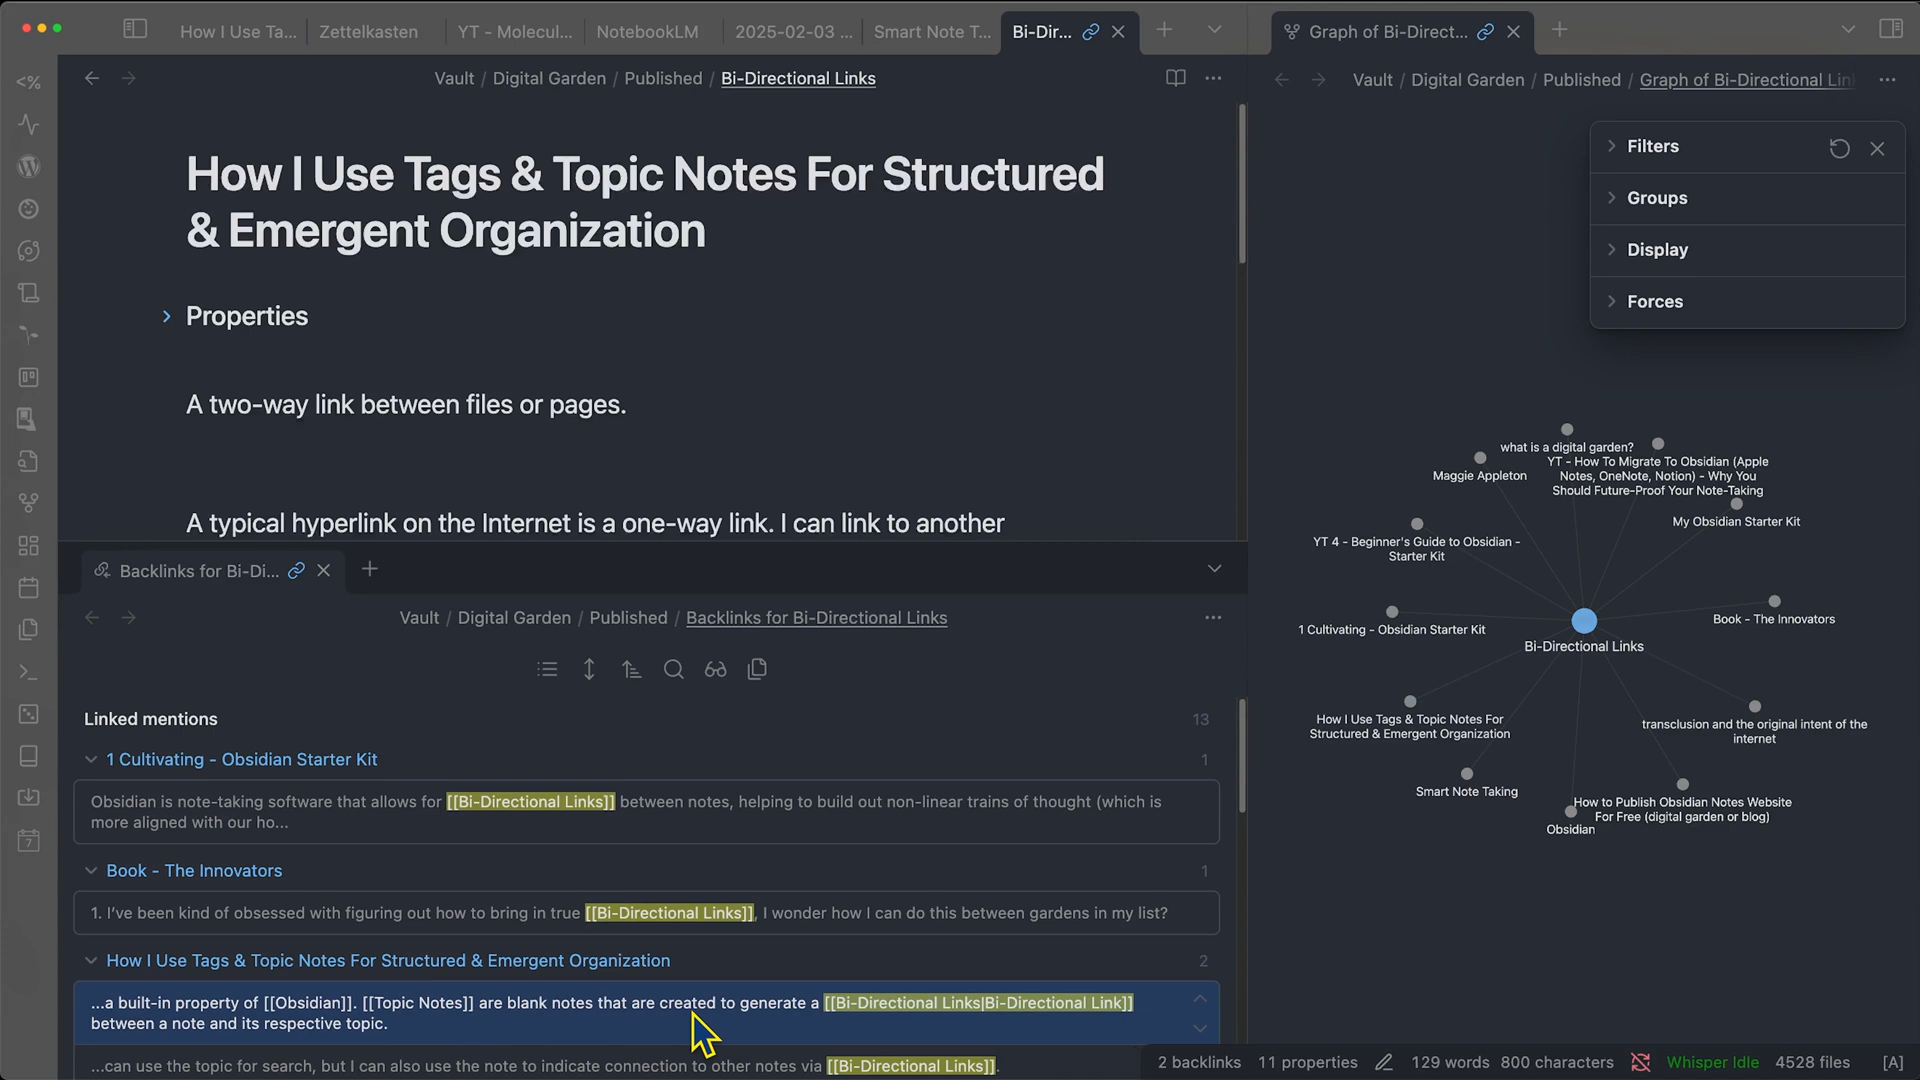 How I Use Ta...
Zettelkasten
YT - Molecul...
NotebookLM
2025-02-03 ...
Smart Note T...
Bi-Dir...
Graph of Bi-Direct...
Vault / Digital Garden / Published / Bi-Directional Links
Vault / Digital Garden / Published / Graph of Bi-Directional Lin
How I Use Tags & Topic Notes For Structured
& Emergent Organization
Properties
A two-way link between files or pages.
A typical hyperlink on the Internet is a one-way link. I can link to another
Filters
Groups
Display
Forces
what is a digital garden?
YT - How To Migrate To Obsidian (Apple
Notes, OneNote, Notion) - Why You
Should Future-Proof Your Note-Taking
Maggie Appleton
My Obsidian Starter Kit
YT 4 - Beginner's Guide to Obsidian -
Starter Kit
1 Cultivating - Obsidian Starter Kit
Book - The Innovators
Bi-Directional Links
How I Use Tags & Topic Notes For
Structured & Emergent Organization
transclusion and the original intent of the
internet
Smart Note Taking
How to Publish Obsidian Notes Website
For Free (digital garden or blog)
Obsidian
Backlinks for Bi-Di...
Vault / Digital Garden / Published / Backlinks for Bi-Directional Links
Linked mentions 13
1 Cultivating - Obsidian Starter Kit 1
Obsidian is note-taking software that allows for [[Bi-Directional Links]] between notes, helping to build out non-linear trains of thought (which is
more aligned with our ho...
Book - The Innovators 1
1. I've been kind of obsessed with figuring out how to bring in true [[Bi-Directional Links]], I wonder how I can do this between gardens in my list?
How I Use Tags & Topic Notes For Structured & Emergent Organization 2
...a built-in property of [[Obsidian]]. [[Topic Notes]] are blank notes that are created to generate a [[Bi-Directional Links|Bi-Directional Link]]
between a note and its respective topic.
...can use the topic for search, but I can also use the note to indicate connection to other notes via [[Bi-Directional Links]].
2 backlinks 11 properties 129 words 800 characters Whisper Idle 4528 files [A]
<%
7